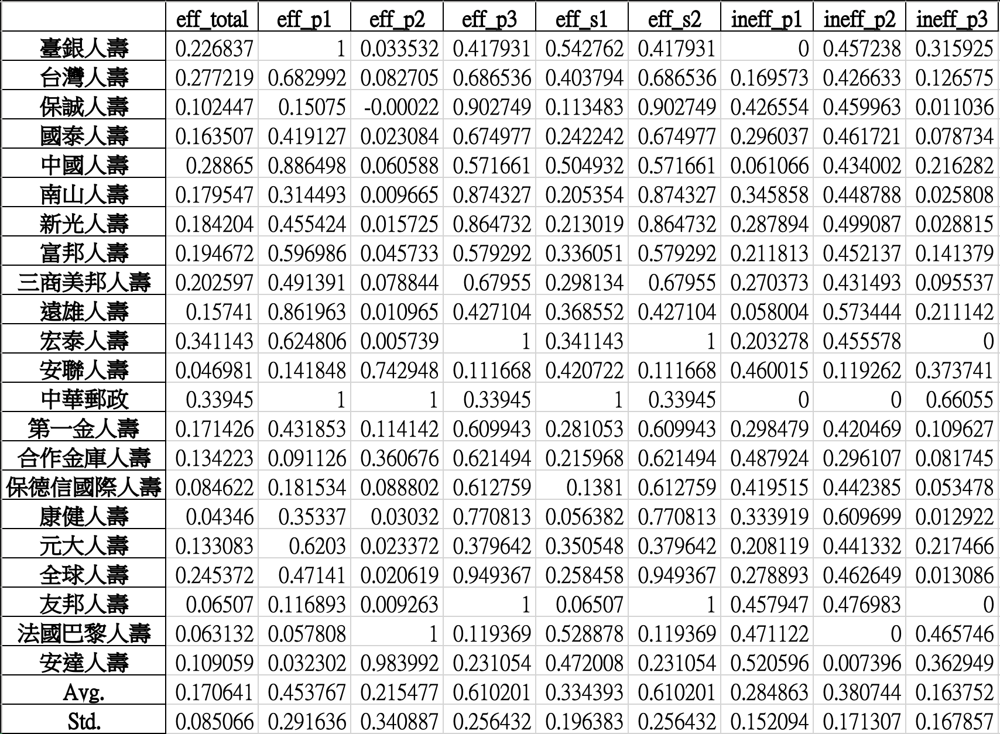 eff_total eff_p1 eff_p2 eff_p3 eff_s1 eff_s2 ineff_p1 ineff_p2 ineff_p3
臺銀人壽 0.226837 1 0.033532 0.417931 0.542762 0.417931 0 0.457238 0.315925
台灣人壽 0.277219 0.682992 0.082705 0.686536 0.403794 0.686536 0.169573 0.426633 0.126575
保誠人壽 0.102447 0.15075 -0.00022 0.902749 0.113483 0.902749 0.426554 0.459963 0.011036
國泰人壽 0.163507 0.419127 0.023084 0.674977 0.242242 0.674977 0.296037 0.461721 0.078734
中國人壽 0.28865 0.886498 0.060588 0.571661 0.504932 0.571661 0.061066 0.434002 0.216282
南山人壽 0.179547 0.314493 0.009665 0.874327 0.205354 0.874327 0.345858 0.448788 0.025808
新光人壽 0.184204 0.455424 0.015725 0.864732 0.213019 0.864732 0.287894 0.499087 0.028815
富邦人壽 0.194672 0.596986 0.045733 0.579292 0.336051 0.579292 0.211813 0.452137 0.141379
三商美邦人壽 0.202597 0.491391 0.078844 0.67955 0.298134 0.67955 0.270373 0.431493 0.095537
遠雄人壽 0.15741 0.861963 0.010965 0.427104 0.368552 0.427104 0.058004 0.573444 0.211142
宏泰人壽 0.341143 0.624806 0.005739 1 0.341143 1 0.203278 0.455578 0
安聯人壽 0.046981 0.141848 0.742948 0.111668 0.420722 0.111668 0.460015 0.119262 0.373741
中華郵政 0.33945 1 1 0.33945 1 0.33945 0 0 0.66055
第一金人壽 0.171426 0.431853 0.114142 0.609943 0.281053 0.609943 0.298479 0.420469 0.109627
合作金庫人壽 0.134223 0.091126 0.360676 0.621494 0.215968 0.621494 0.487924 0.296107 0.081745
保德信國際人壽 0.084622 0.181534 0.088802 0.612759 0.1381 0.612759 0.419515 0.442385 0.053478
康健人壽 0.04346 0.35337 0.03032 0.770813 0.056382 0.770813 0.333919 0.609699 0.012922
元大人壽 0.133083 0.6203 0.023372 0.379642 0.350548 0.379642 0.208119 0.441332 0.217466
全球人壽 0.245372 0.47141 0.020619 0.949367 0.258458 0.949367 0.278893 0.462649 0.013086
友邦人壽 0.06507 0.116893 0.009263 1 0.06507 1 0.457947 0.476983 0
法國巴黎人壽 0.063132 0.057808 1 0.119369 0.528878 0.119369 0.471122 0 0.465746
安達人壽 0.109059 0.032302 0.983992 0.231054 0.472008 0.231054 0.520596 0.007396 0.362949
Avg. 0.170641 0.453767 0.215477 0.610201 0.334393 0.610201 0.284863 0.380744 0.163752
Std. 0.085066 0.291636 0.340887 0.256432 0.196383 0.256432 0.152094 0.171307 0.167857